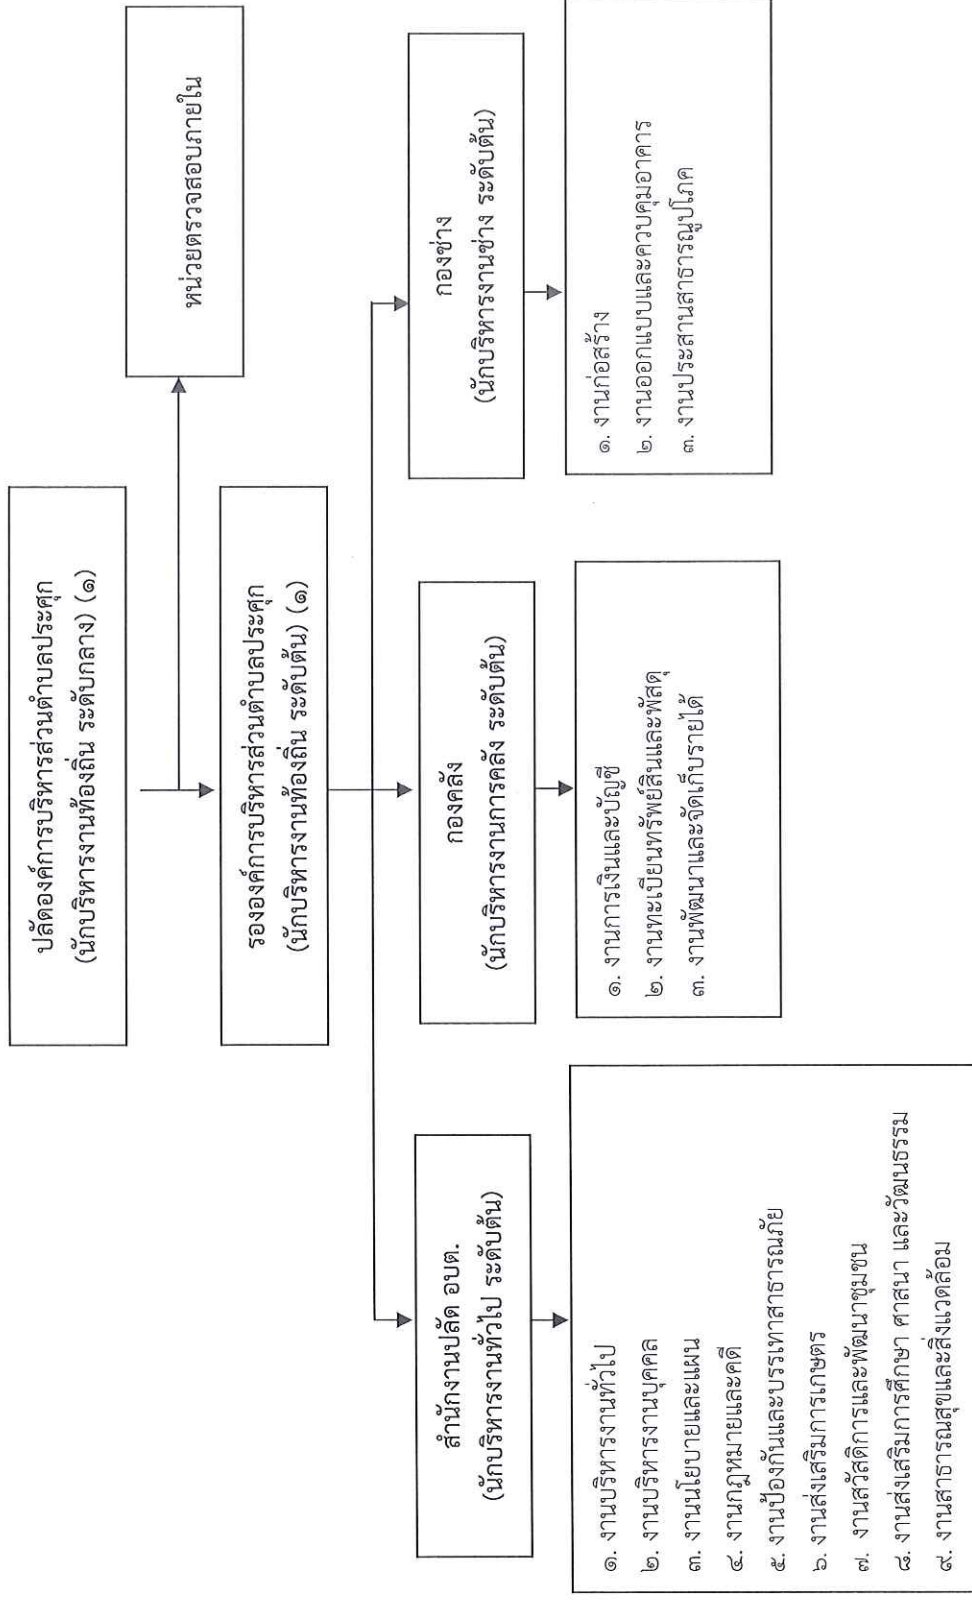 ปลัดองค์การบริหารส่วนตำบลประศุก
(นักบริหารงานท้องถิ่น ระดับกลาง) (๑)
หน่วยตรวจสอบภายใน
รององค์การบริหารส่วนตำบลประศุก
(นักบริหารงานท้องถิ่น ระดับต้น) (๑)
สำนักงานปลัด อบต.
(นักบริหารงานทั่วไป ระดับต้น)
กองคลัง
(นักบริหารงานการคลัง ระดับต้น)
กองช่าง
(นักบริหารงานช่าง ระดับต้น)
๑. งานบริหารงานทั่วไป
๒. งานบริหารงานบุคคล
๓. งานนโยบายและแผน
๔. งานกฎหมายและคดี
๕. งานป้องกันและบรรเทาสาธารณภัย
๖. งานส่งเสริมการเกษตร
๗. งานสวัสดิการและพัฒนาชุมชน
๘. งานส่งเสริมการศึกษา ศาสนา และวัฒนธรรม
๙. งานสาธารณสุขและสิ่งแวดล้อม
๑. งานการเงินและบัญชี
๒. งานทะเบียนทรัพย์สินและพัสดุ
๓. งานพัฒนาและจัดเก็บรายได้
๑. งานก่อสร้าง
๒. งานออกแบบและควบคุมอาคาร
๓. งานประสานสาธารณูปโภค